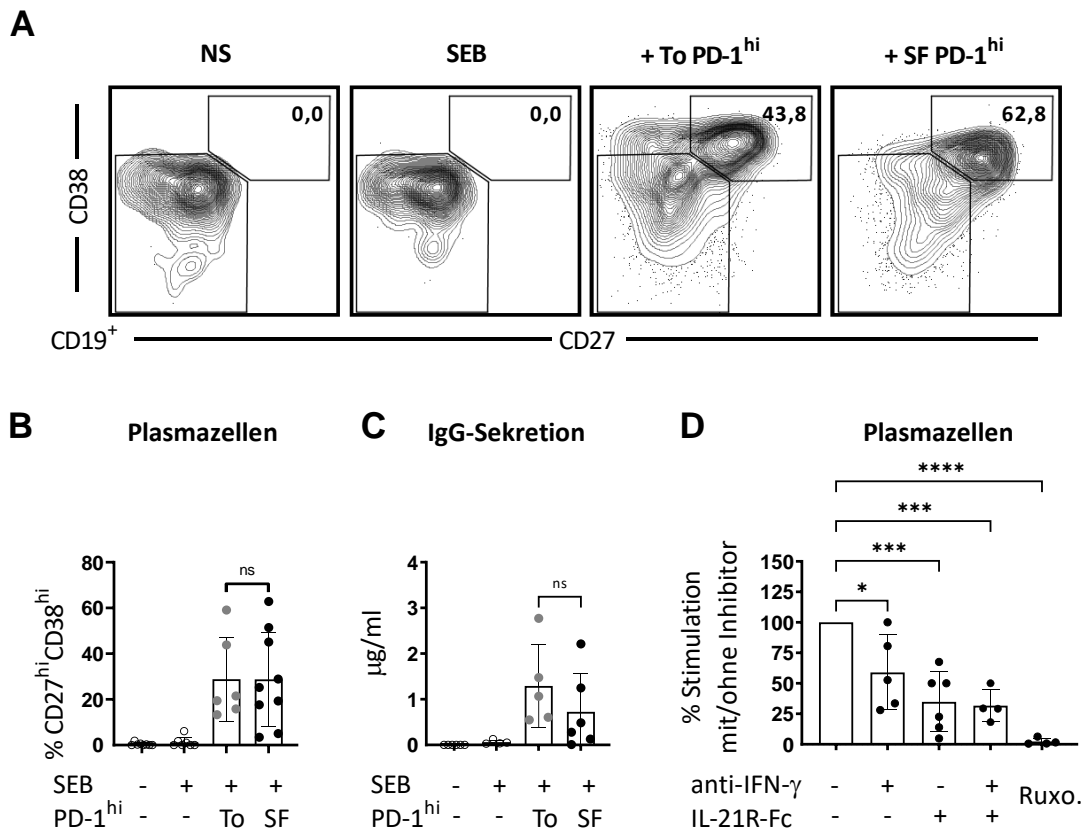 A
NS SEB + To PD-1hi + SF PD-1hi
0,0 0,0 43,8 62,8
CD38
CD19+ CD27
B Plasmazellen
% CD27hi CD38hi
80
60
40
20
0
ns
SEB - + + +
PD-1hi - - To SF
C IgG-Sekretion
µg/ml
4
3
2
1
0
ns
SEB - + + +
PD-1hi - - To SF
D Plasmazellen
% Stimulation
mit/ohne Inhibitor
****
***
***
*
150
125
100
75
50
25
0
anti-IFN-γ - + - + Ruxo.
IL-21R-Fc - - + +